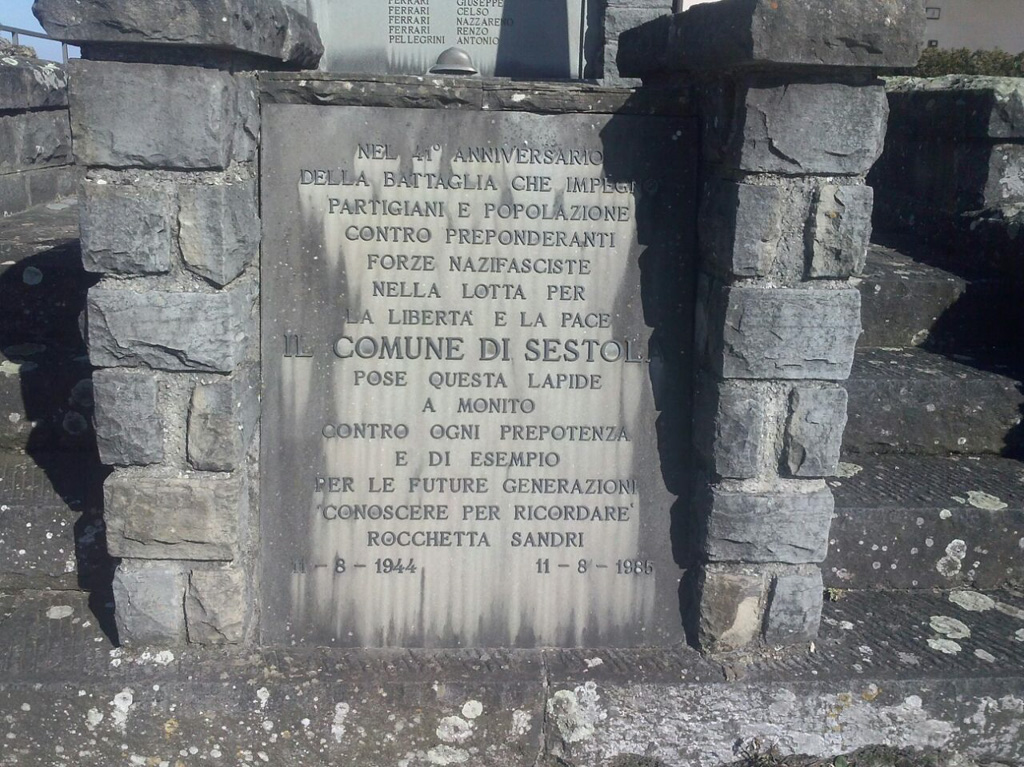 FERRARI GIUSEPPE
FERRARI CELSO
FERRARI NAZZARENO
FERRARI RENZO
PELLEGRINI ANTONIO
NEL 41° ANNIVERSARIO
DELLA BATTAGLIA CHE IMPEGNO
PARTIGIANI E POPOLAZIONE
CONTRO PREPONDERANTI
FORZE NAZIFASCISTE
NELLA LOTTA PER
LA LIBERTA' E LA PACE
IL COMUNE DI SESTOLA
POSE QUESTA LAPIDE
A MONITO
CONTRO OGNI PREPOTENZA
E DI ESEMPIO
PER LE FUTURE GENERAZIONI
"CONOSCERE PER RICORDARE"
ROCCHETTA SANDRI
11-8-1944 11-8-1985